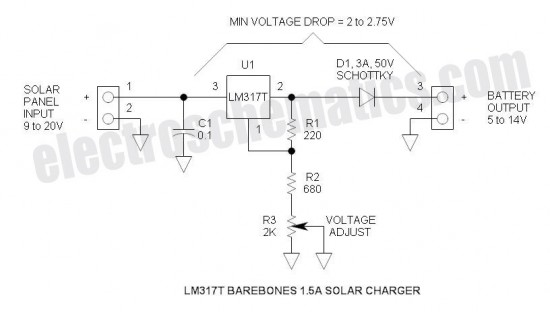 MIN VOLTAGE DROP = 2 to 2.75V
U1
D1, 3A, 50V
SCHOTTKY
SOLAR
PANEL
INPUT
9 to 20V
+
-
1
2
3
LM317T
2
1
C1
0.1
R1
220
R2
680
R3
2K
VOLTAGE
ADJUST
3
4
+
-
BATTERY
OUTPUT
5 to 14V
electroschematics.com
LM317T BAREBONES 1.5A SOLAR CHARGER